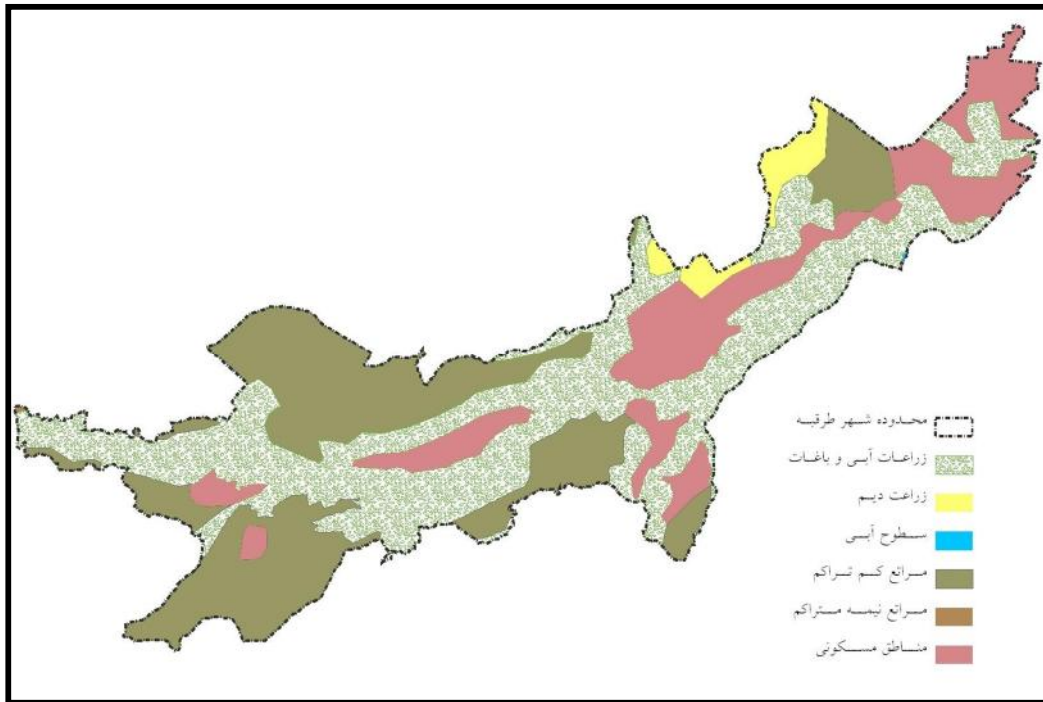 محدوده شهر طرقبه
زراعات آبی و باغات
زراعت دیم
سطوح آبی
مراتع کم تراکم
مراتع نیمه متراکم
مناطق مسکونی